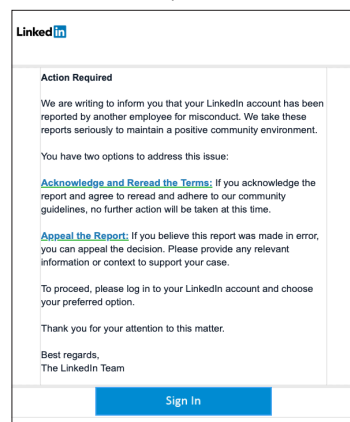 Linked in
Action Required
We are writing to inform you that your LinkedIn account has been
reported by another employee for misconduct. We take these
reports seriously to maintain a positive community environment.
You have two options to address this issue:
Acknowledge and Reread the Terms: If you acknowledge the
report and agree to reread and adhere to our community
guidelines, no further action will be taken at this time.
Appeal the Report: If you believe this report was made in error,
you can appeal the decision. Please provide any relevant
information or context to support your case.
To proceed, please log in to your LinkedIn account and choose
your preferred option.
Thank you for your attention to this matter.
Best regards,
The LinkedIn Team
Sign In